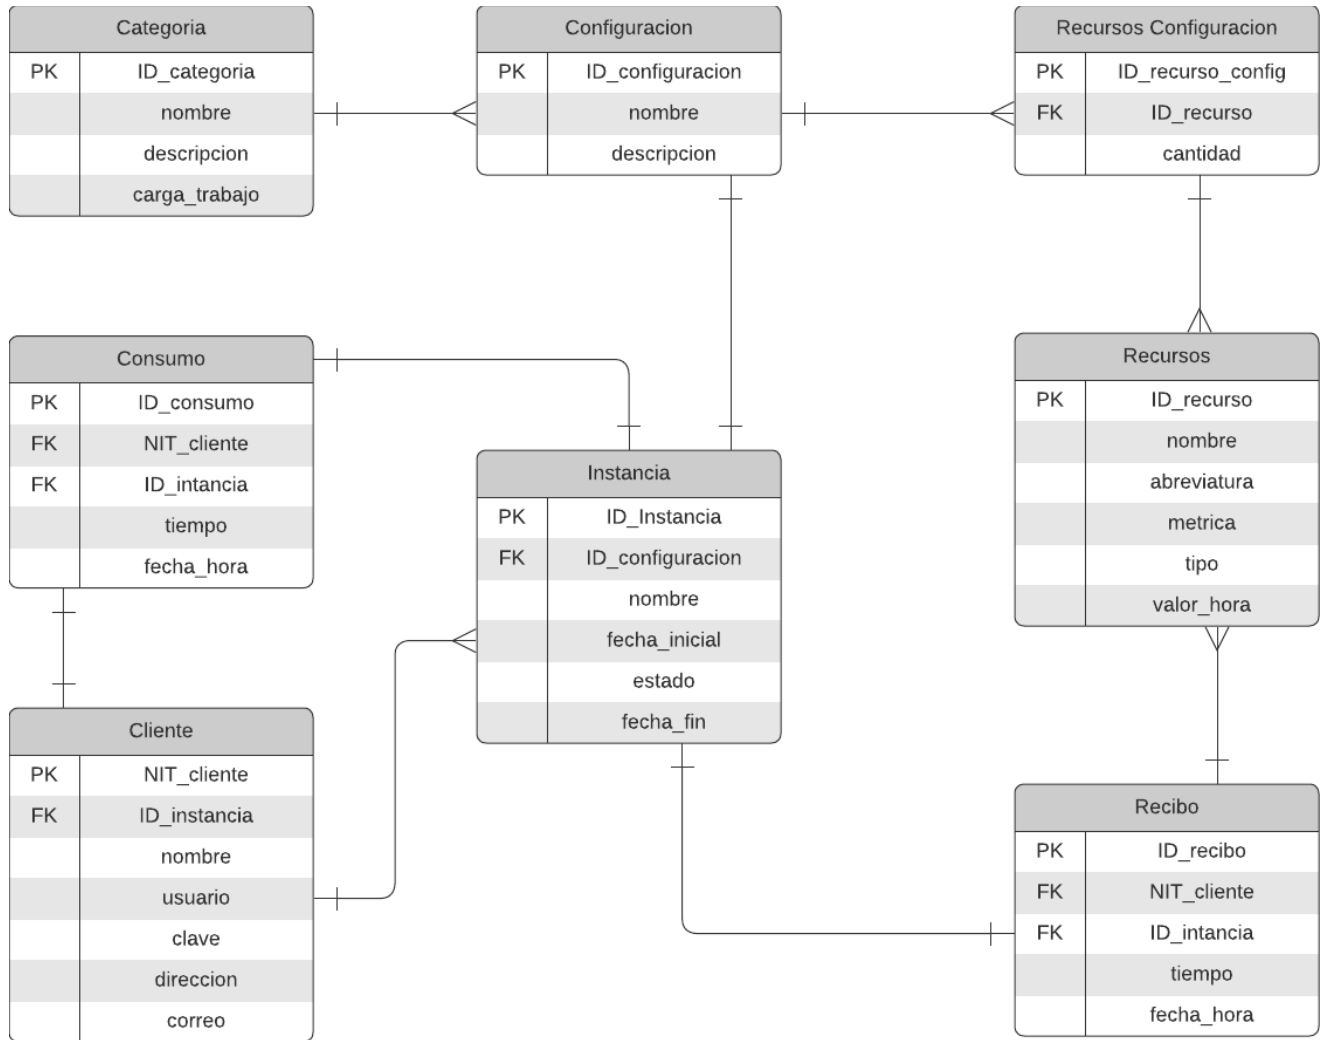 Categoria
PK ID_categoria
nombre
descripcion
carga_trabajo
Configuracion
PK ID_configuracion
nombre
descripcion
Recursos Configuracion
PK ID_recurso_config
FK ID_recurso
cantidad
Consumo
PK ID_consumo
FK NIT_cliente
FK ID_intancia
tiempo
fecha_hora
Instancia
PK ID_Instancia
FK ID_configuracion
nombre
fecha_inicial
estado
fecha_fin
Recursos
PK ID_recurso
nombre
abreviatura
metrica
tipo
valor_hora
Cliente
PK NIT_cliente
FK ID_instancia
nombre
usuario
clave
direccion
correo
Recibo
PK ID_recibo
FK NIT_cliente
FK ID_intancia
tiempo
fecha_hora